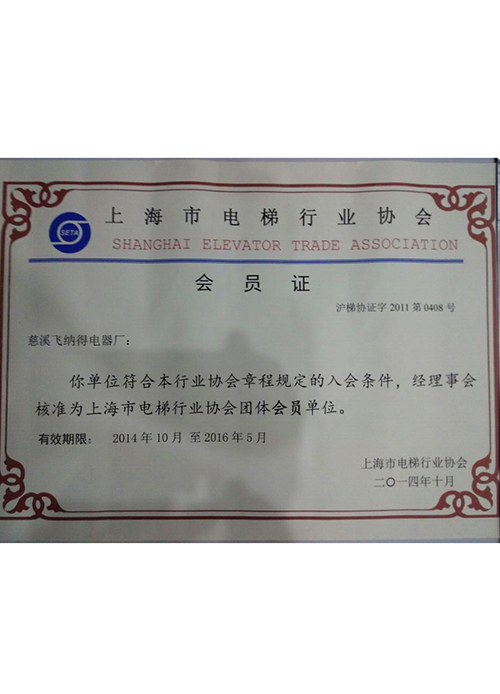 SETA
上海市电梯行业协会
SHANGHAI ELEVATOR TRADE ASSOCIATION
会员证
沪梯协证字 2011 第 0408 号
慈溪飞纳得电器厂：
你单位符合本行业协会章程规定的入会条件，经理事会
核准为上海市电梯行业协会团体会员单位。
有效期限： 2014 年 10 月 至 2016 年 5 月
上海市电梯行业协会
二〇一四年十月